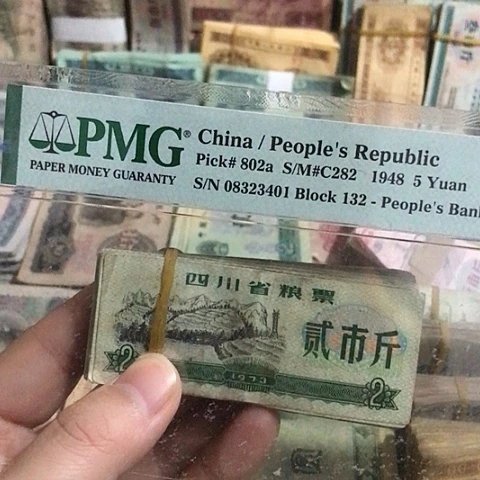 PMG®
PAPER MONEY GUARANTY
China / People's Republic
Pick# 802a S/M#C282 1948 5 Yuan
S/N 08323401 Block 132 - People's Bank
四川省粮票
贰市斤
2
1973
2